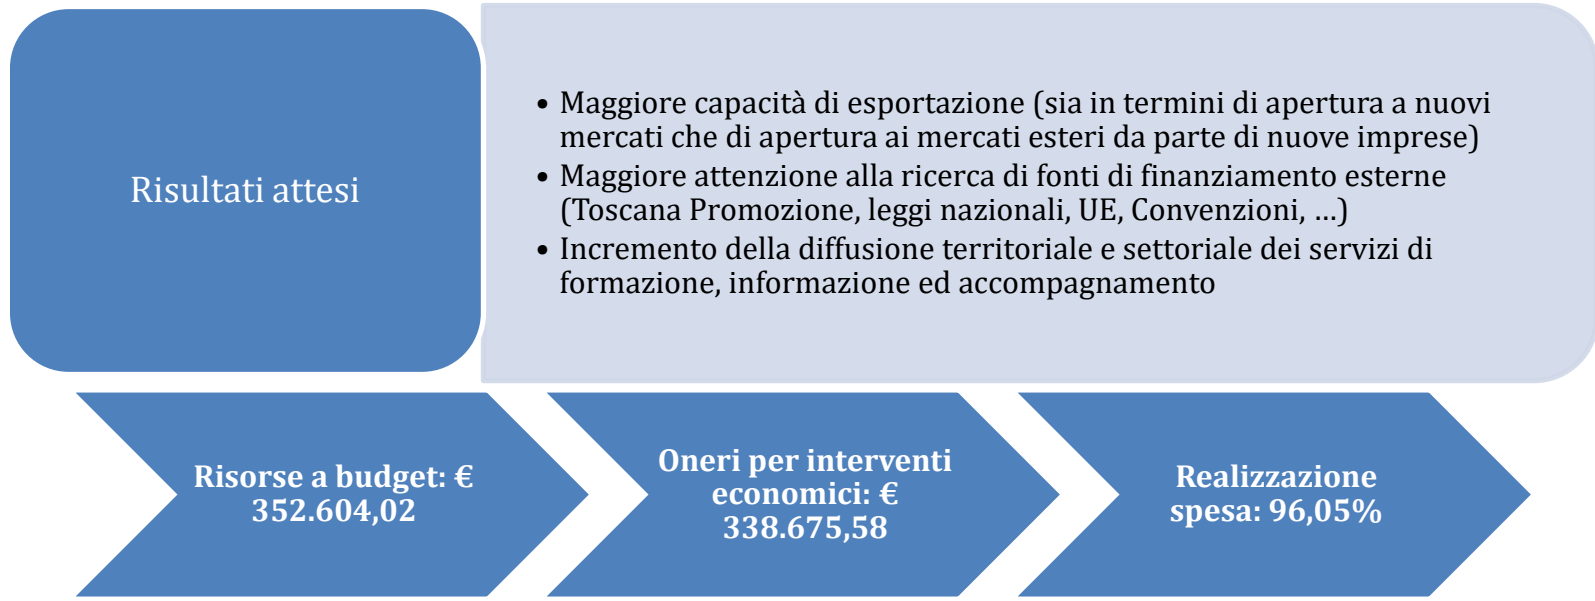 Risultati attesi
• Maggiore capacità di esportazione (sia in termini di apertura a nuovi
mercati che di apertura ai mercati esteri da parte di nuove imprese)
• Maggiore attenzione alla ricerca di fonti di finanziamento esterne
(Toscana Promozione, leggi nazionali, UE, Convenzioni, …)
• Incremento della diffusione territoriale e settoriale dei servizi di
formazione, informazione ed accompagnamento
Risorse a budget: €
352.604,02
Oneri per interventi
economici: €
338.675,58
Realizzazione
spesa: 96,05%